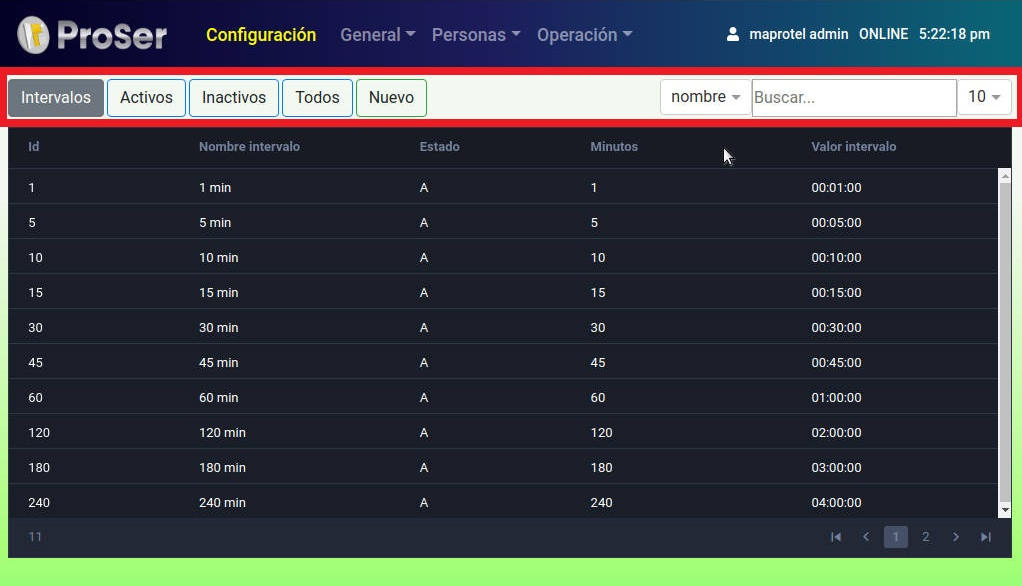 ProSer Configuración General Personas Operación maprotel admin ONLINE 5:22:18 pm
Intervalos Activos Inactivos Todos Nuevo nombre Buscar... 10
Id Nombre intervalo Estado Minutos Valor intervalo
1 1 min A 1 00:01:00
5 5 min A 5 00:05:00
10 10 min A 10 00:10:00
15 15 min A 15 00:15:00
30 30 min A 30 00:30:00
45 45 min A 45 00:45:00
60 60 min A 60 01:00:00
120 120 min A 120 02:00:00
180 180 min A 180 03:00:00
240 240 min A 240 04:00:00
11 1 2